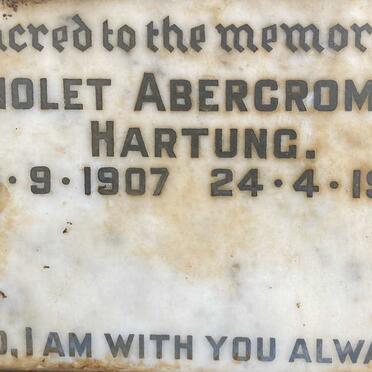 acred to the memor
IOLET ABERCROM
HARTUNG.
· 9 · 1907 24 · 4 · 19
O, I AM WITH YOU ALWA